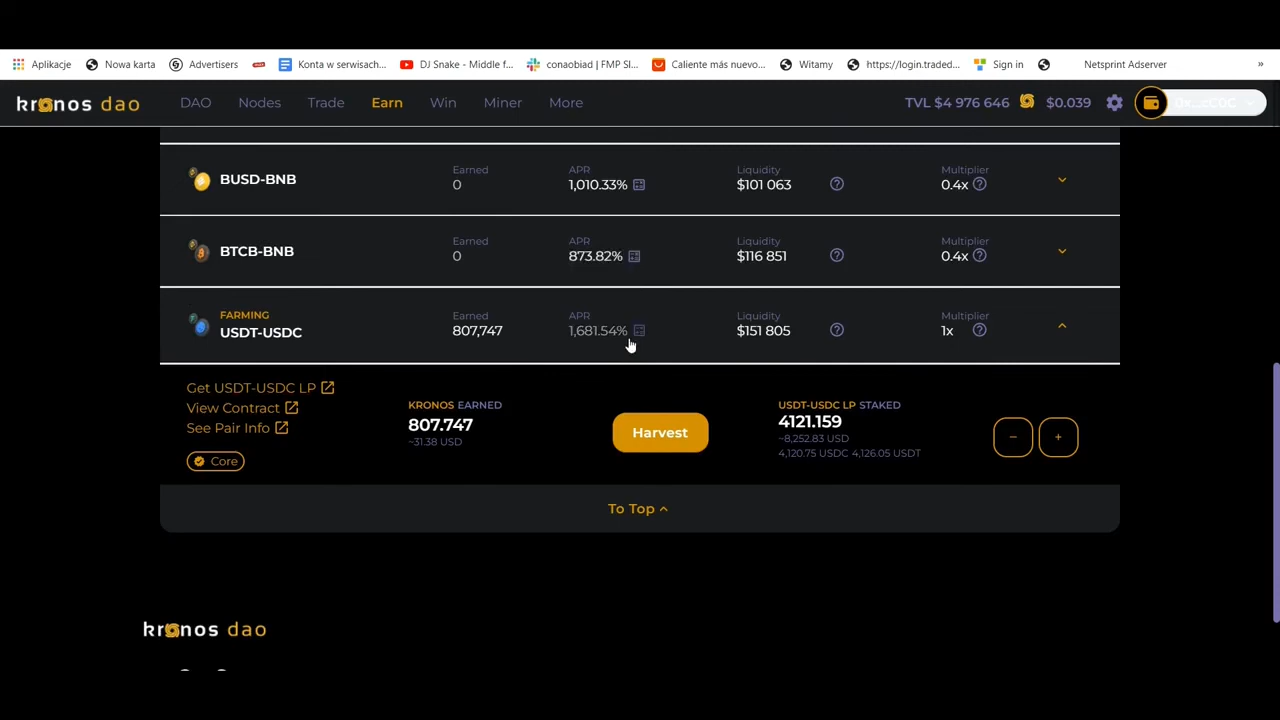 Aplikacje Nowa karta Advertisers Konta w serwisach... DJ Snake - Middle f... conaobiad | FMP Sl... Caliente más nuevo... Witamy https://login.traded... Sign in Netsprint Adserver »
kronos dao DAO Nodes Trade Earn Win Miner More TVL $4 976 646 $0.039
BUSD-BNB Earned 0 APR 1,010.33% Liquidity $101 063 Multiplier 0.4x
BTCB-BNB Earned 0 APR 873.82% Liquidity $116 851 Multiplier 0.4x
FARMING
USDT-USDC Earned 807,747 APR 1,681.54% Liquidity $151 805 Multiplier 1x
Get USDT-USDC LP
View Contract
See Pair Info
Core
KRONOS EARNED
807.747
~31.38 USD
Harvest
USDT-USDC LP STAKED
4121.159
~8,252.83 USD
4,120.75 USDC 4,126.05 USDT
− +
To Top
kronos dao